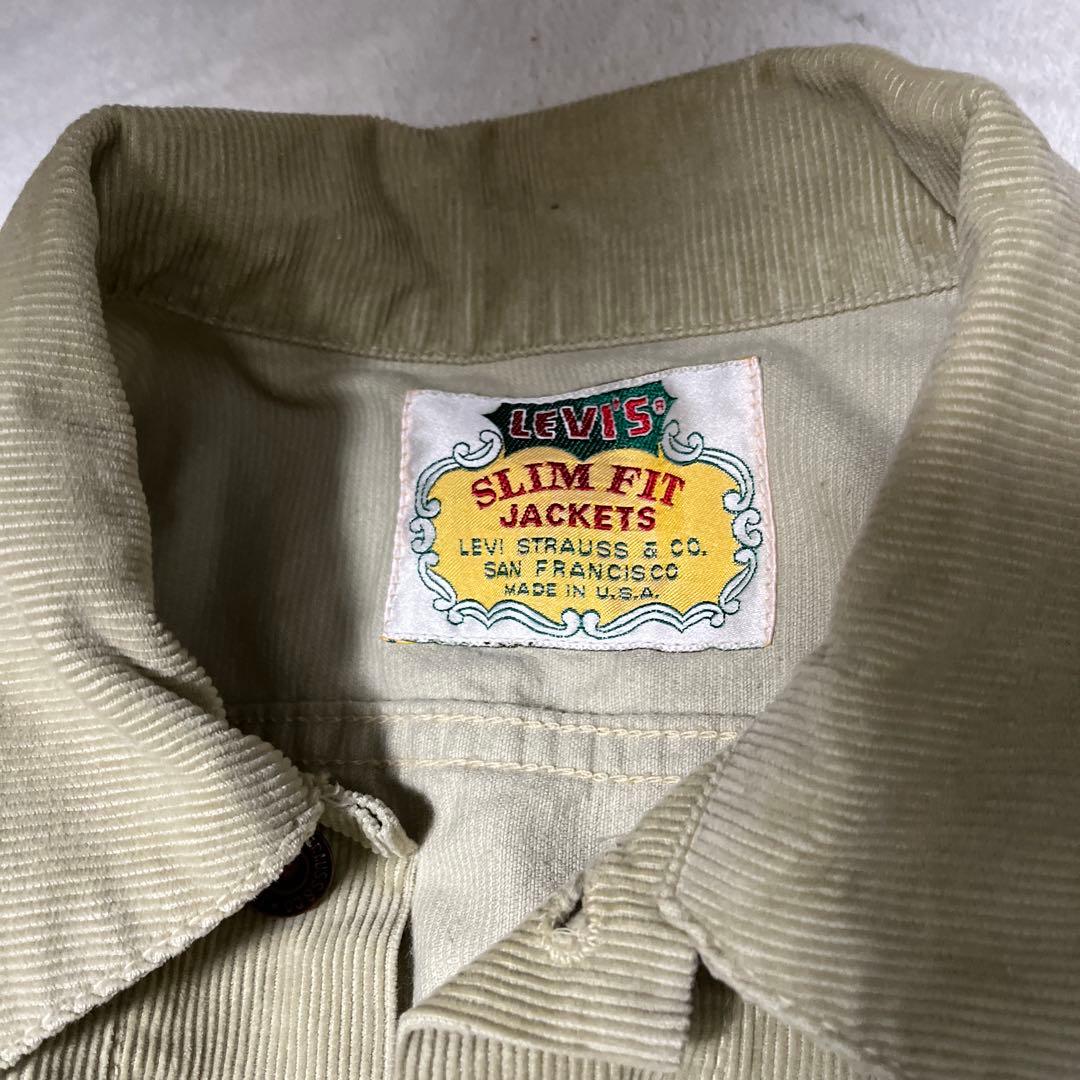 LEVI'S®
SLIM FIT
JACKETS
LEVI STRAUSS & CO.
SAN FRANCISCO
MADE IN U.S.A.